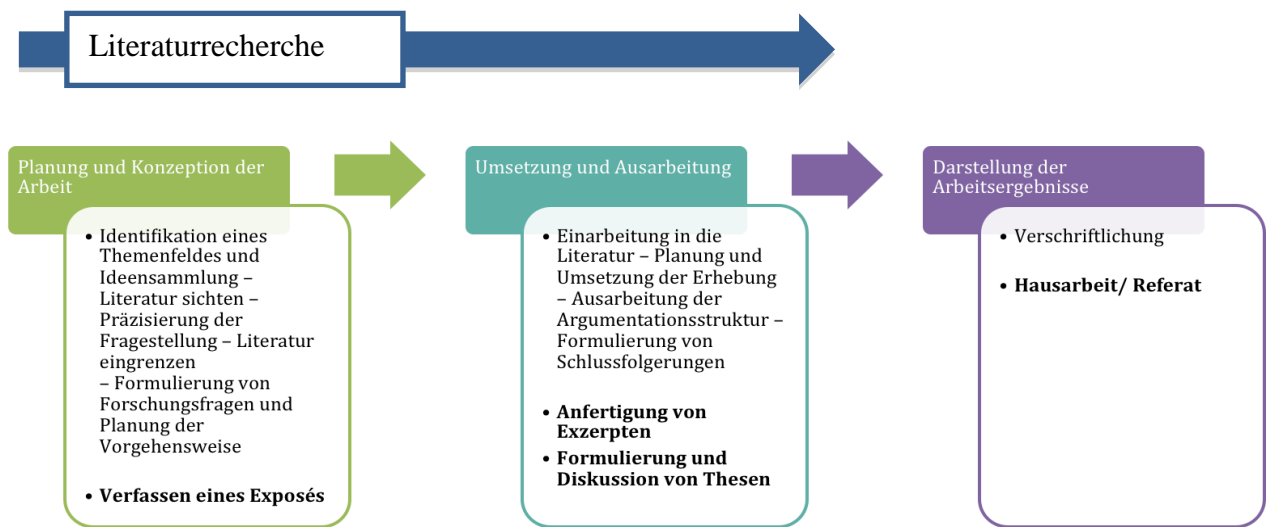 Literaturrecherche
Planung und Konzeption der
Arbeit
• Identifikation eines
Themenfeldes und
Ideensammlung –
Literatur sichten –
Präzisierung der
Fragestellung – Literatur
eingrenzen
– Formulierung von
Forschungsfragen und
Planung der
Vorgehensweise
• Verfassen eines Exposés
Umsetzung und Ausarbeitung
• Einarbeitung in die
Literatur – Planung und
Umsetzung der Erhebung
– Ausarbeitung der
Argumentationsstruktur –
Formulierung von
Schlussfolgerungen
• Anfertigung von
Exzerpten
• Formulierung und
Diskussion von Thesen
Darstellung der
Arbeitsergebnisse
• Verschriftlichung
• Hausarbeit/ Referat